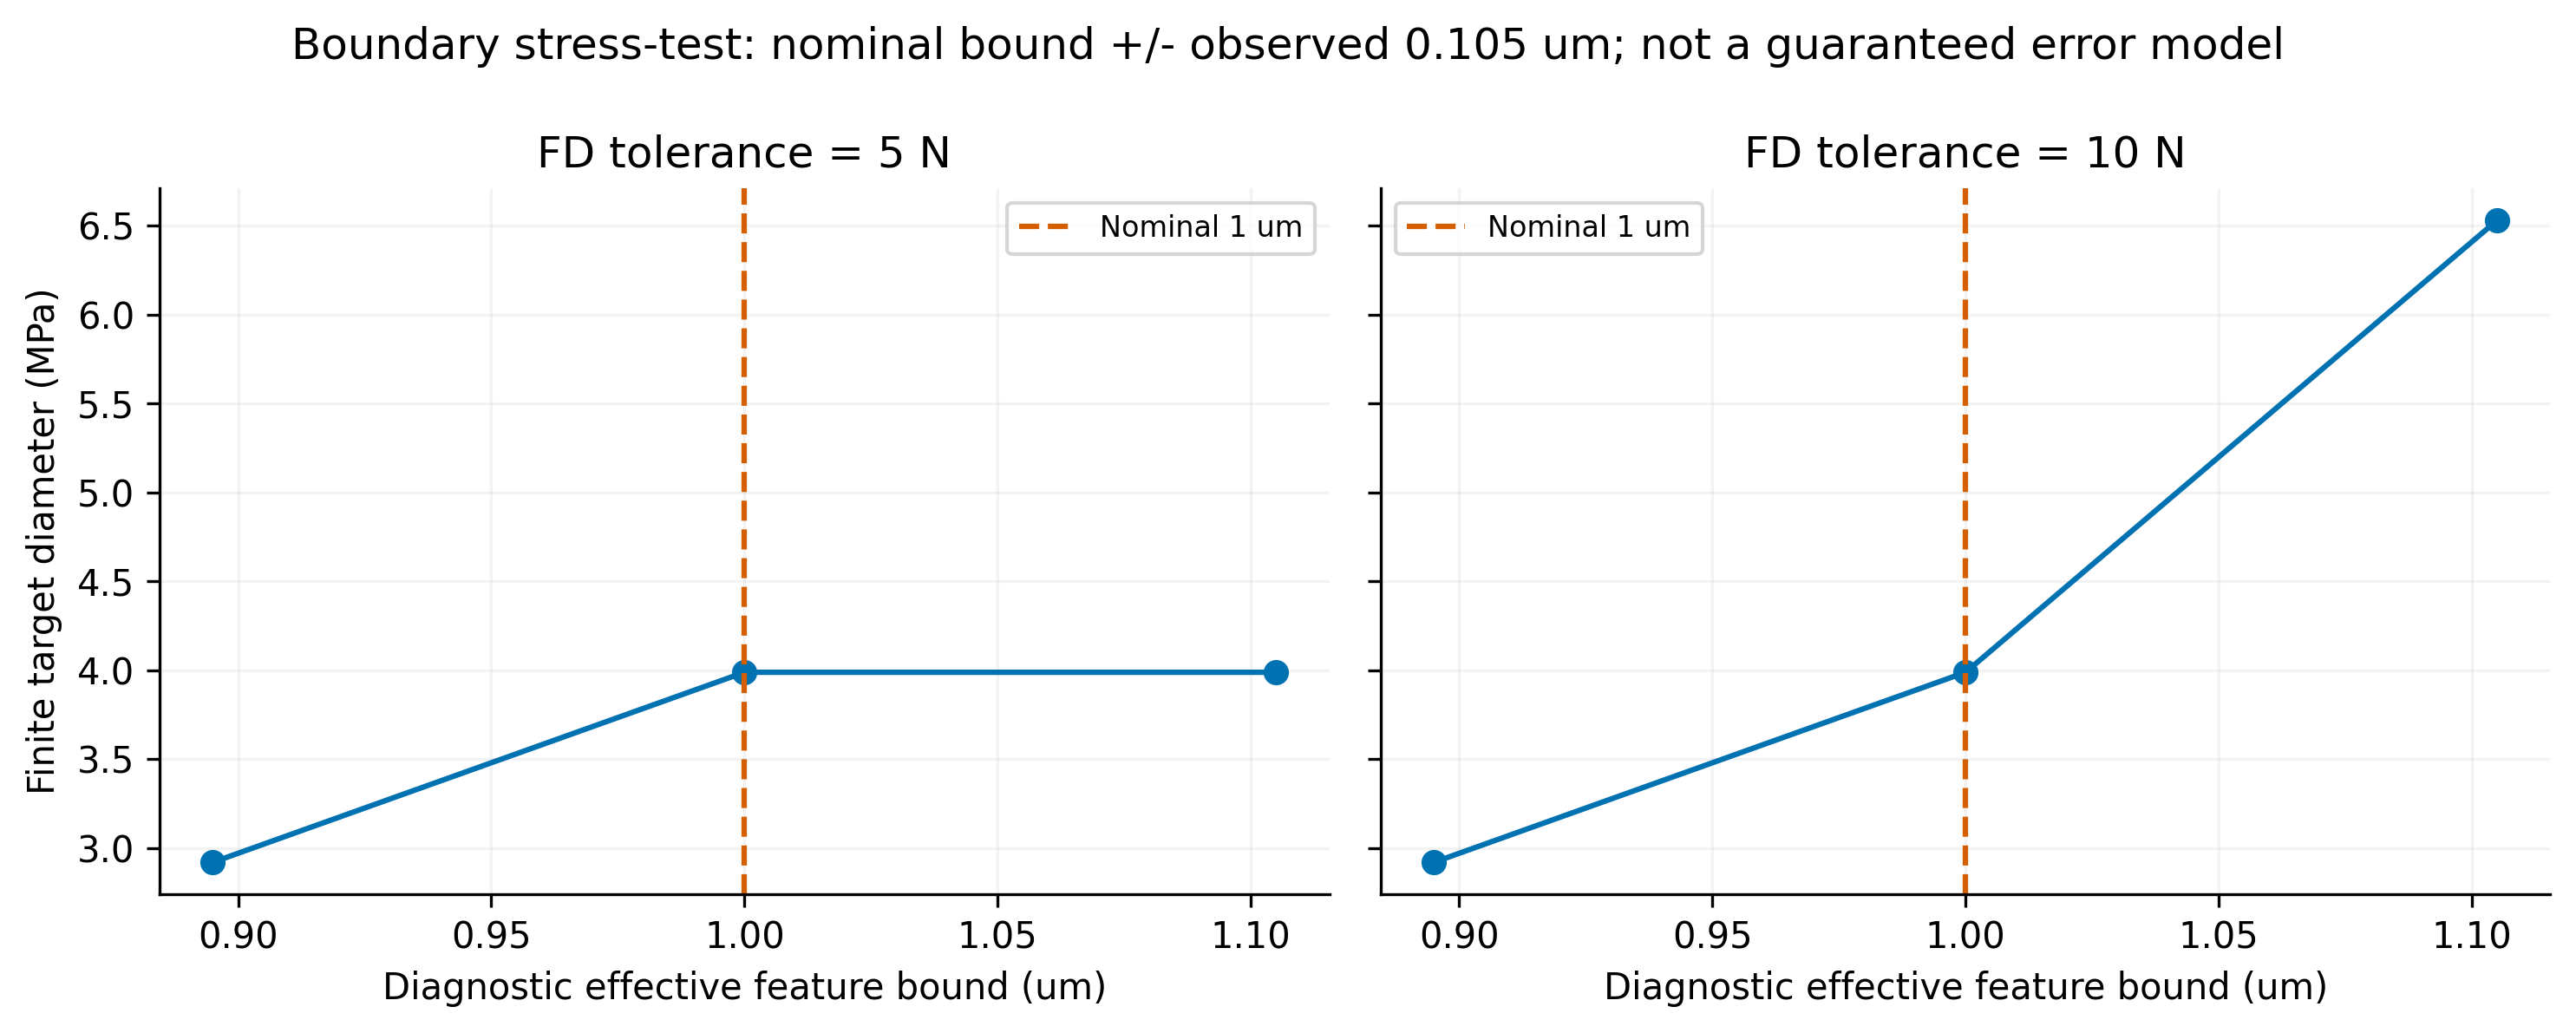 Boundary stress-test: nominal bound +/- observed 0.105 um; not a guaranteed error model
FD tolerance = 5 N
Nominal 1 um
Finite target diameter (MPa)
6.5
6.0
5.5
5.0
4.5
4.0
3.5
3.0
0.90
0.95
1.00
1.05
1.10
Diagnostic effective feature bound (um)
FD tolerance = 10 N
Nominal 1 um
0.90
0.95
1.00
1.05
1.10
Diagnostic effective feature bound (um)